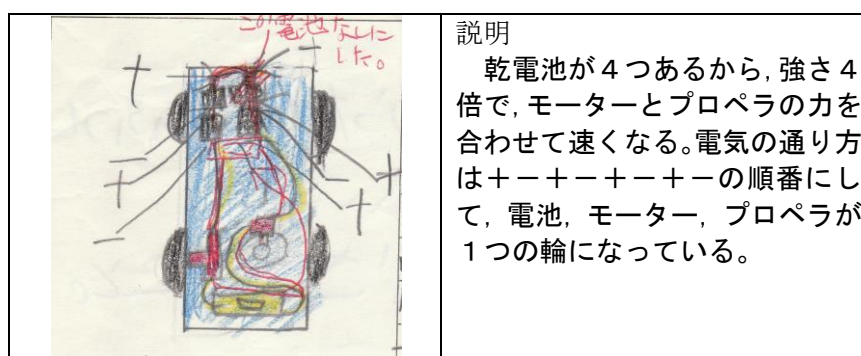 この電池なしに
した。
＋
－
－
＋
－
＋
＋
説明
　乾電池が４つあるから，強さ４
倍で，モーターとプロペラの力を
合わせて速くなる。電気の通り方
は＋－＋－＋－＋－の順番にし
て，電池，モーター，プロペラが
１つの輪になっている。